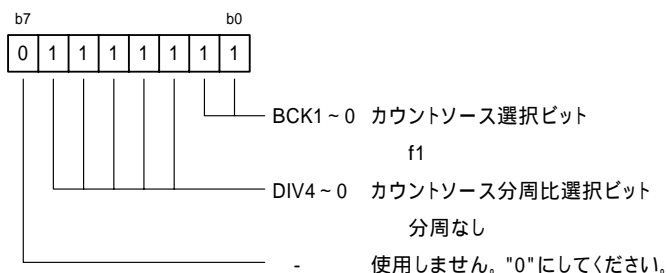 b7 b0
0 1 1 1 1 1 1 1
BCK1 ~ 0 カウントソース選択ビット
f1
DIV4 ~ 0 カウントソース分周比選択ビット
分周なし
- 使用しません。"0"にしてください。